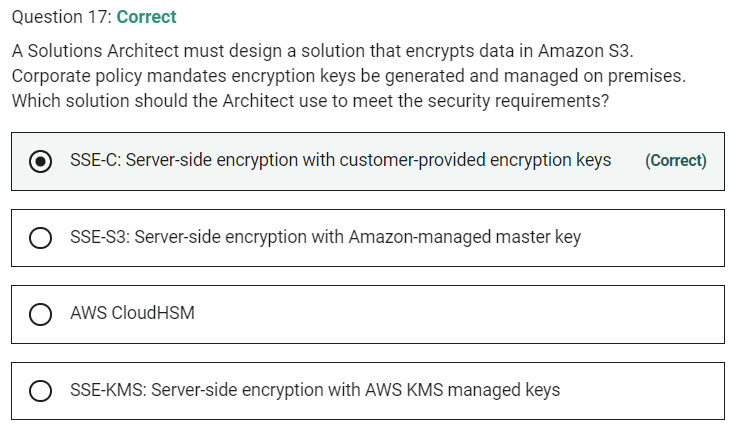 Question 17: Correct
A Solutions Architect must design a solution that encrypts data in Amazon S3.
Corporate policy mandates encryption keys be generated and managed on premises.
Which solution should the Architect use to meet the security requirements?
SSE-C: Server-side encryption with customer-provided encryption keys (Correct)
SSE-S3: Server-side encryption with Amazon-managed master key
AWS CloudHSM
SSE-KMS: Server-side encryption with AWS KMS managed keys